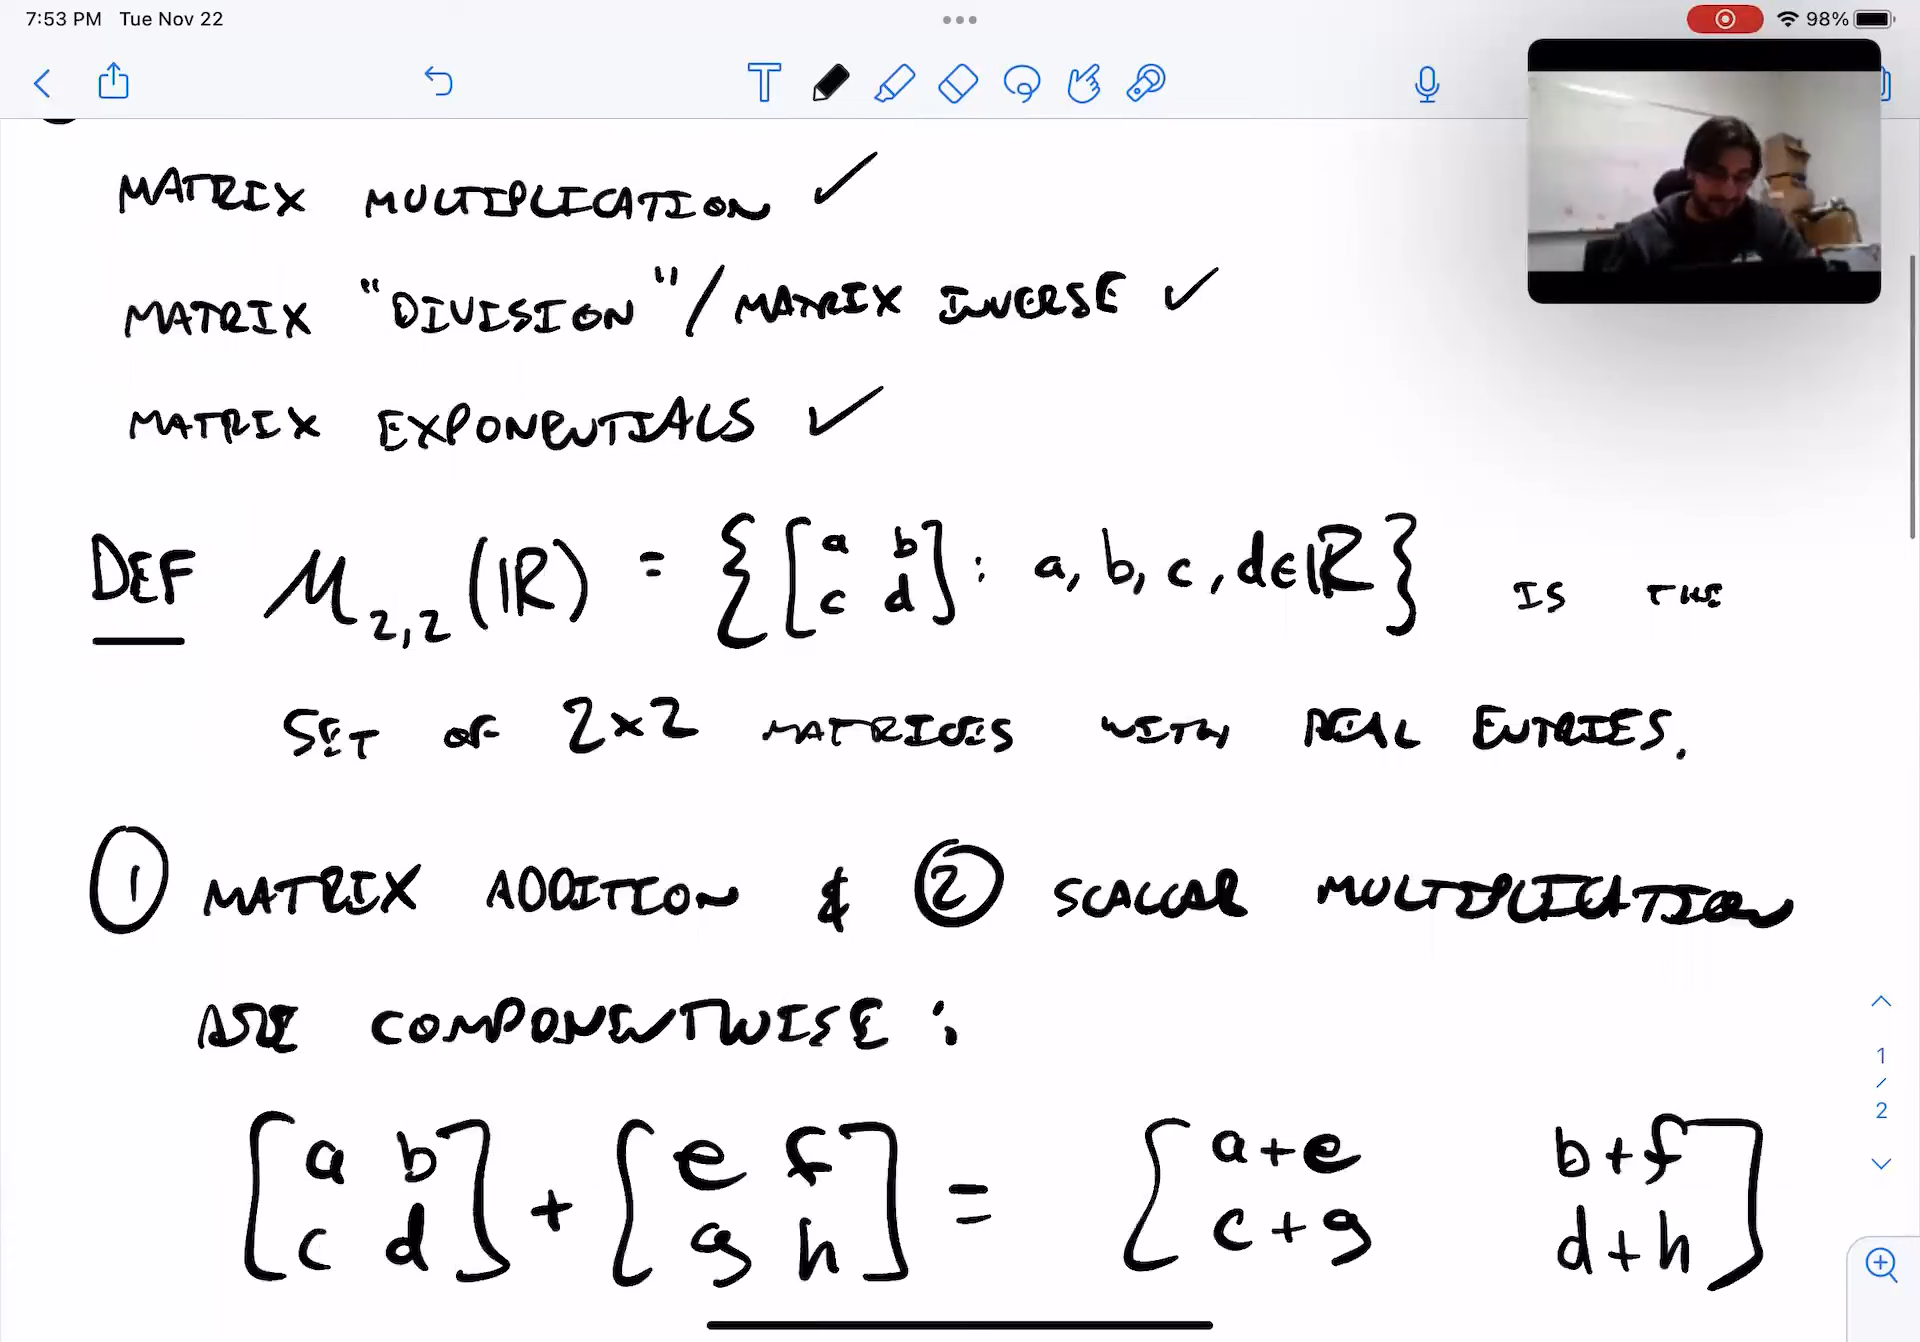 7:53 PM Tue Nov 22 98%
MATRIX MULTIPLICATION ✓
MATRIX "DIVISION"/MATRIX INVERSE ✓
MATRIX EXPONENTIALS ✓
DEF M₂,₂(ℝ) = {[a b; c d] : a, b, c, d ∈ ℝ} IS THE
SET OF 2×2 MATRICES WITH REAL ENTRIES.
① MATRIX ADDITION & ② SCALLAR MULTIPLICATION
ARE COMPONENTWISE:
[a b; c d] + [e f; g h] = [a+e b+f; c+g d+h]
1
/
2